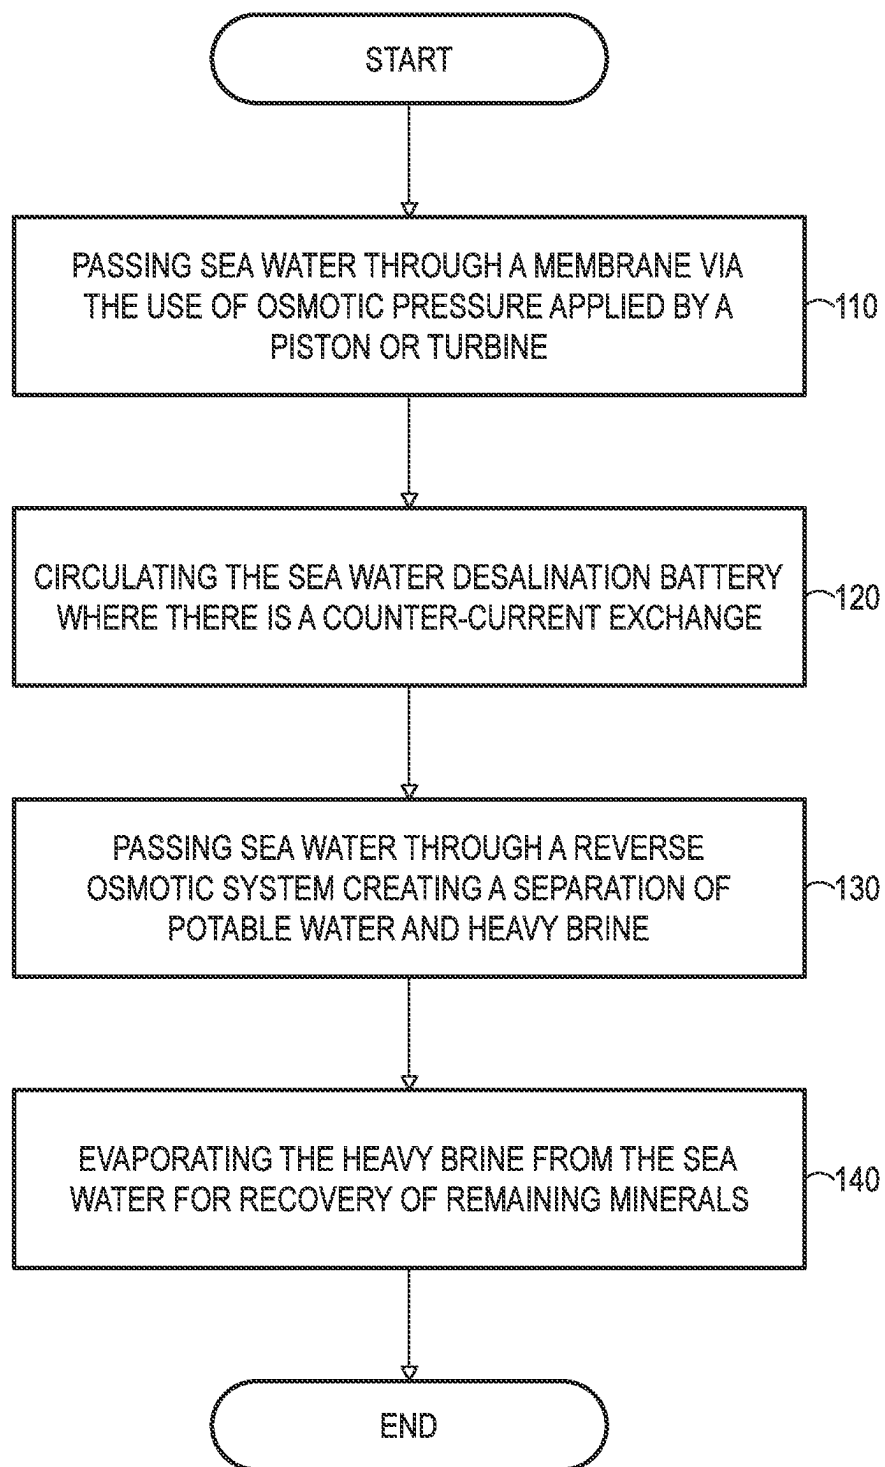 START
PASSING SEA WATER THROUGH A MEMBRANE VIA
THE USE OF OSMOTIC PRESSURE APPLIED BY A
PISTON OR TURBINE
110
CIRCULATING THE SEA WATER DESALINATION BATTERY
WHERE THERE IS A COUNTER-CURRENT EXCHANGE
120
PASSING SEA WATER THROUGH A REVERSE
OSMOTIC SYSTEM CREATING A SEPARATION OF
POTABLE WATER AND HEAVY BRINE
130
EVAPORATING THE HEAVY BRINE FROM THE SEA
WATER FOR RECOVERY OF REMAINING MINERALS
140
END